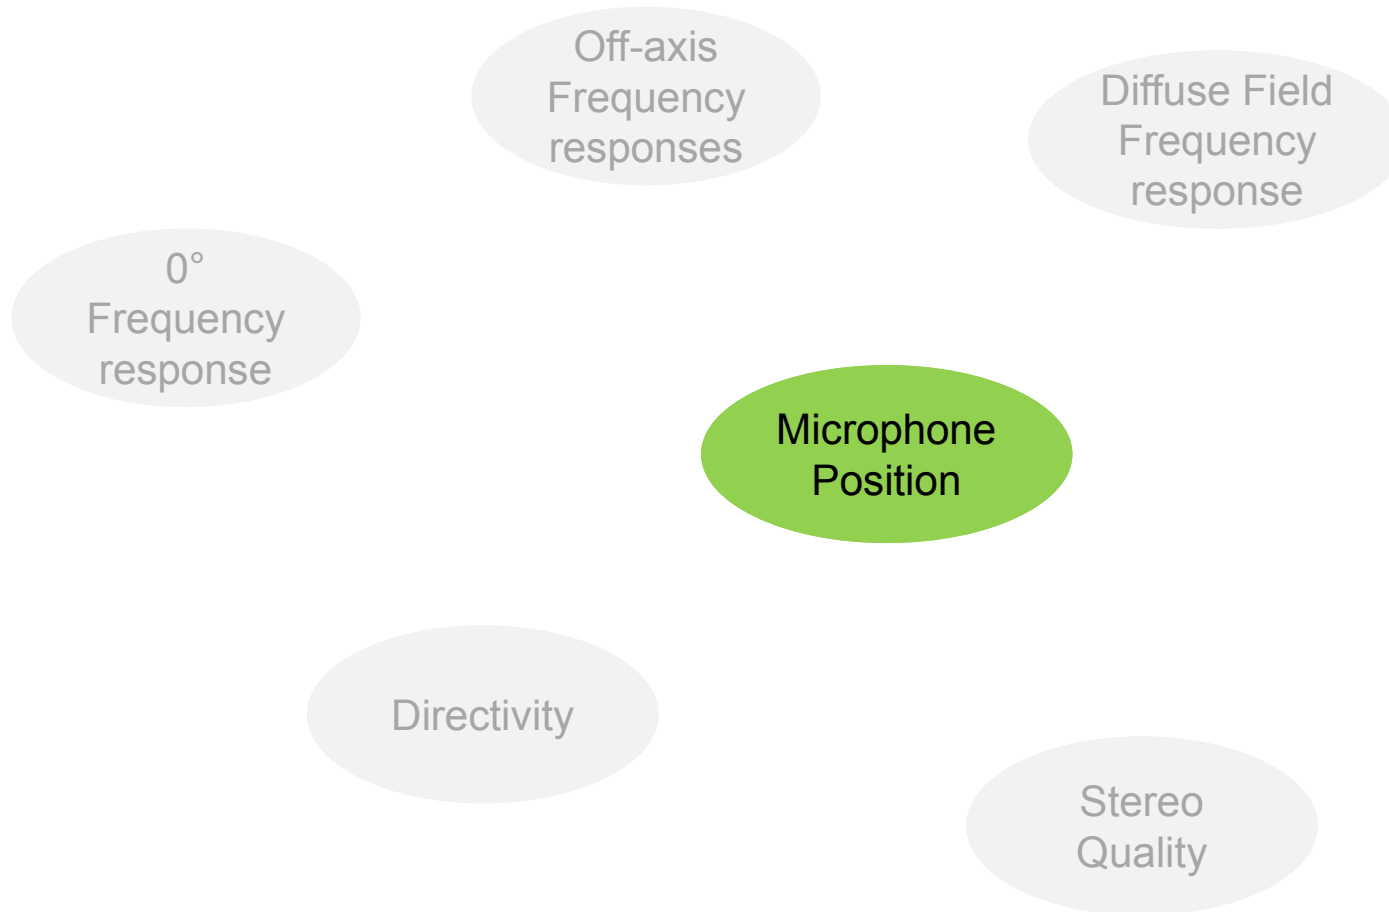 Off-axis
Frequency
responses
Diffuse Field
Frequency
response
0°
Frequency
response
Microphone
Position
Directivity
Stereo
Quality